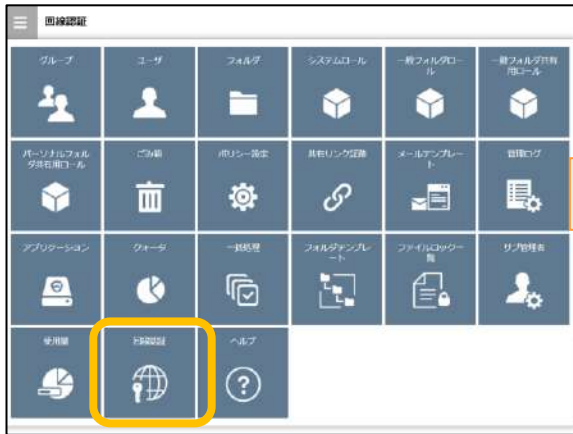 回線認証
グループ
ユーザ
フォルダ
システムロール
一般フォルダロー
ル
一般フォルダ共有
用ロール
パーソナルフォル
ダ共有用ロール
ごみ箱
ポリシー設定
共有リンク証跡
メールテンプレー
ト
管理ログ
アプリケーション
クォータ
一括処理
フォルダテンプレ
ート
ファイルロック一
覧
サブ管理者
使用量
回線認証
ヘルプ